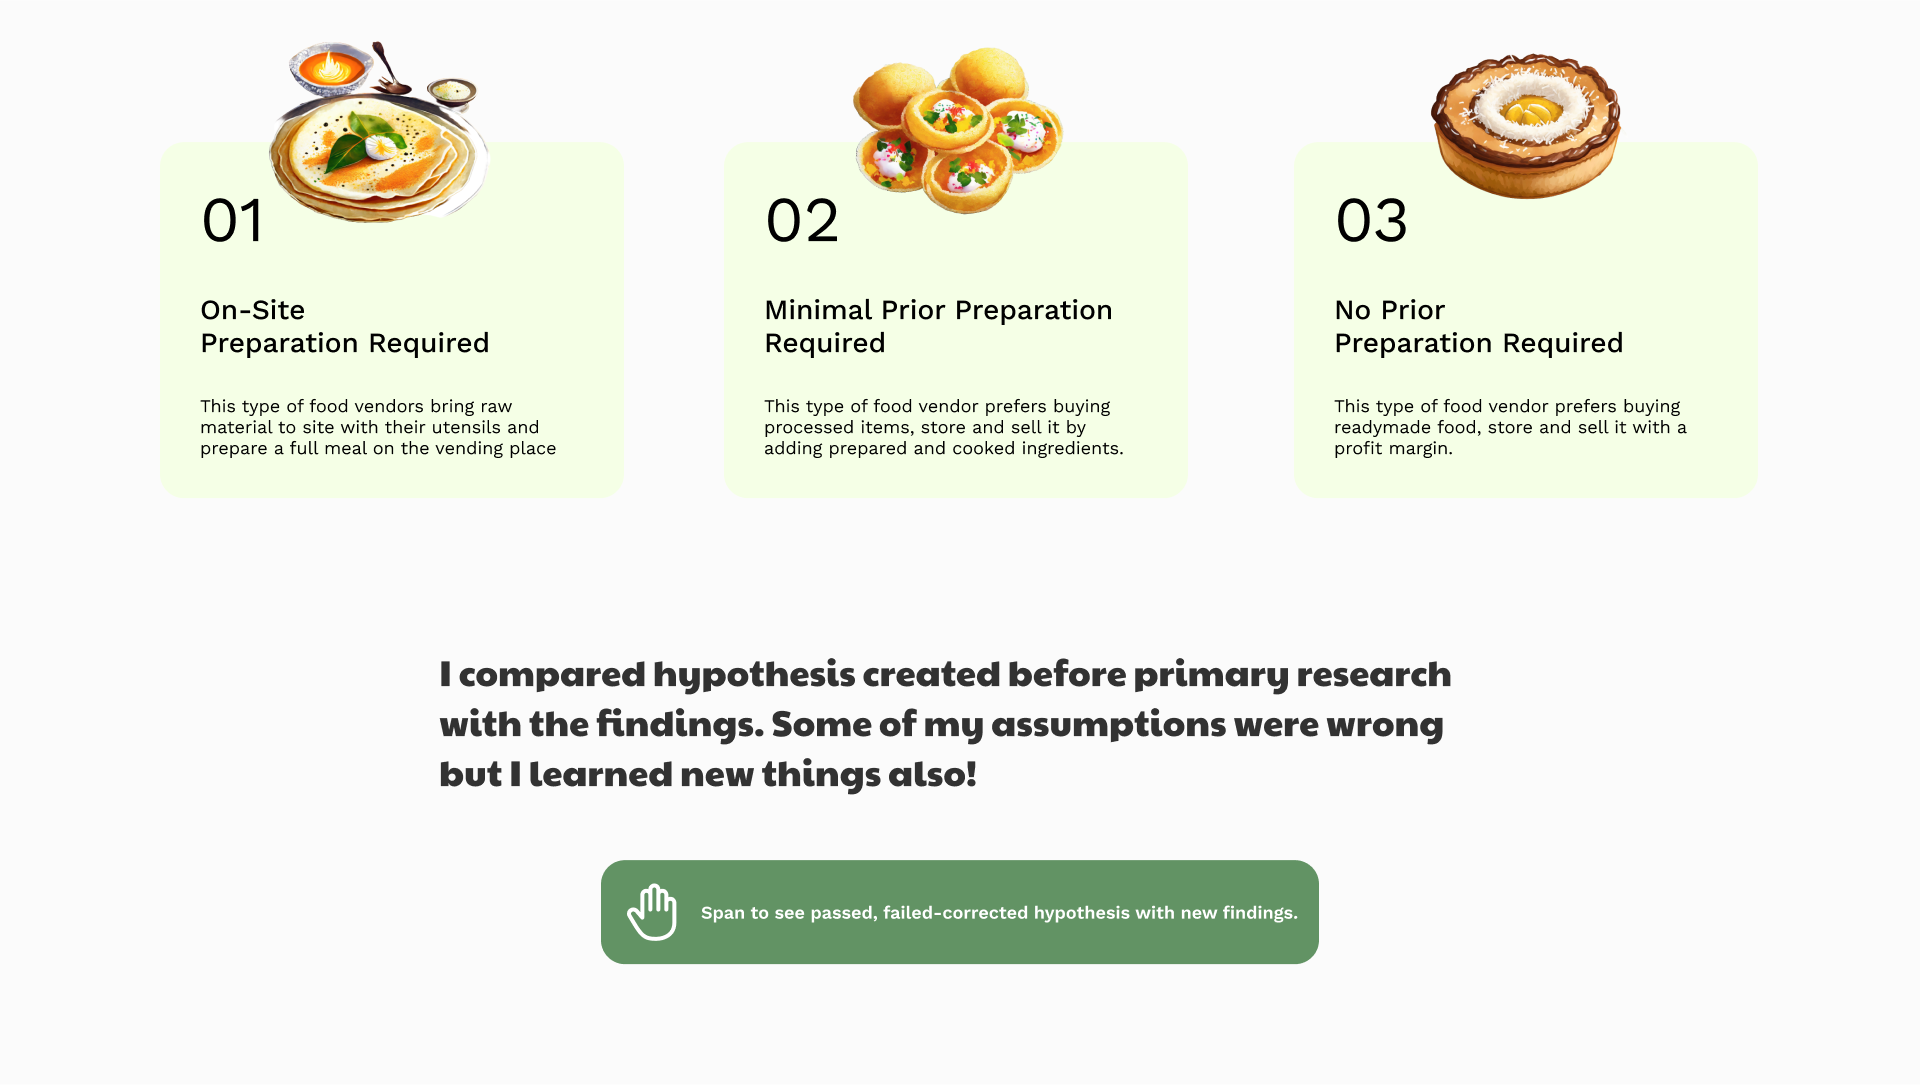 01
On-Site
Preparation Required
This type of food vendors bring raw
material to site with their utensils and
prepare a full meal on the vending place
02
Minimal Prior Preparation
Required
This type of food vendor prefers buying
processed items, store and sell it by
adding prepared and cooked ingredients.
03
No Prior
Preparation Required
This type of food vendor prefers buying
readymade food, store and sell it with a
profit margin.
I compared hypothesis created before primary research
with the findings. Some of my assumptions were wrong
but I learned new things also!
Span to see passed, failed-corrected hypothesis with new findings.